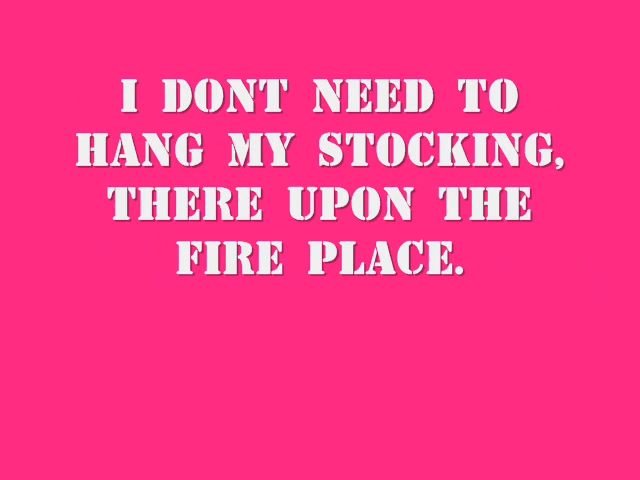 I DONT NEED TO
HANG MY STOCKING,
THERE UPON THE
FIRE PLACE.